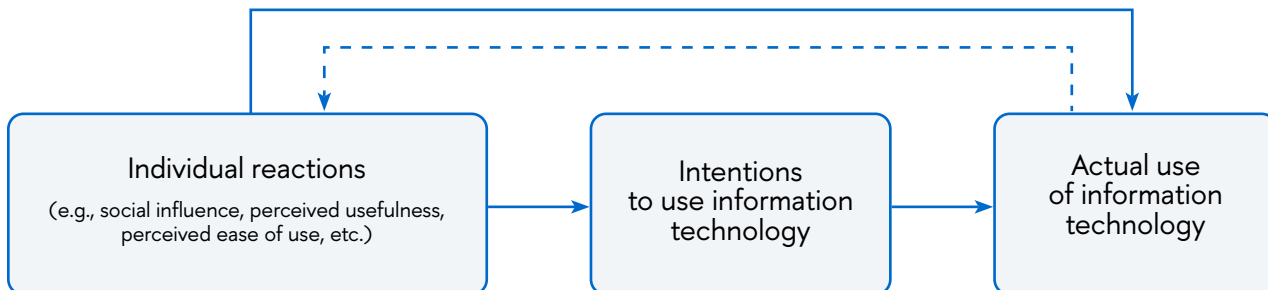 Individual reactions
(e.g., social influence, perceived usefulness,
perceived ease of use, etc.)
Intentions
to use information
technology
Actual use
of information
technology